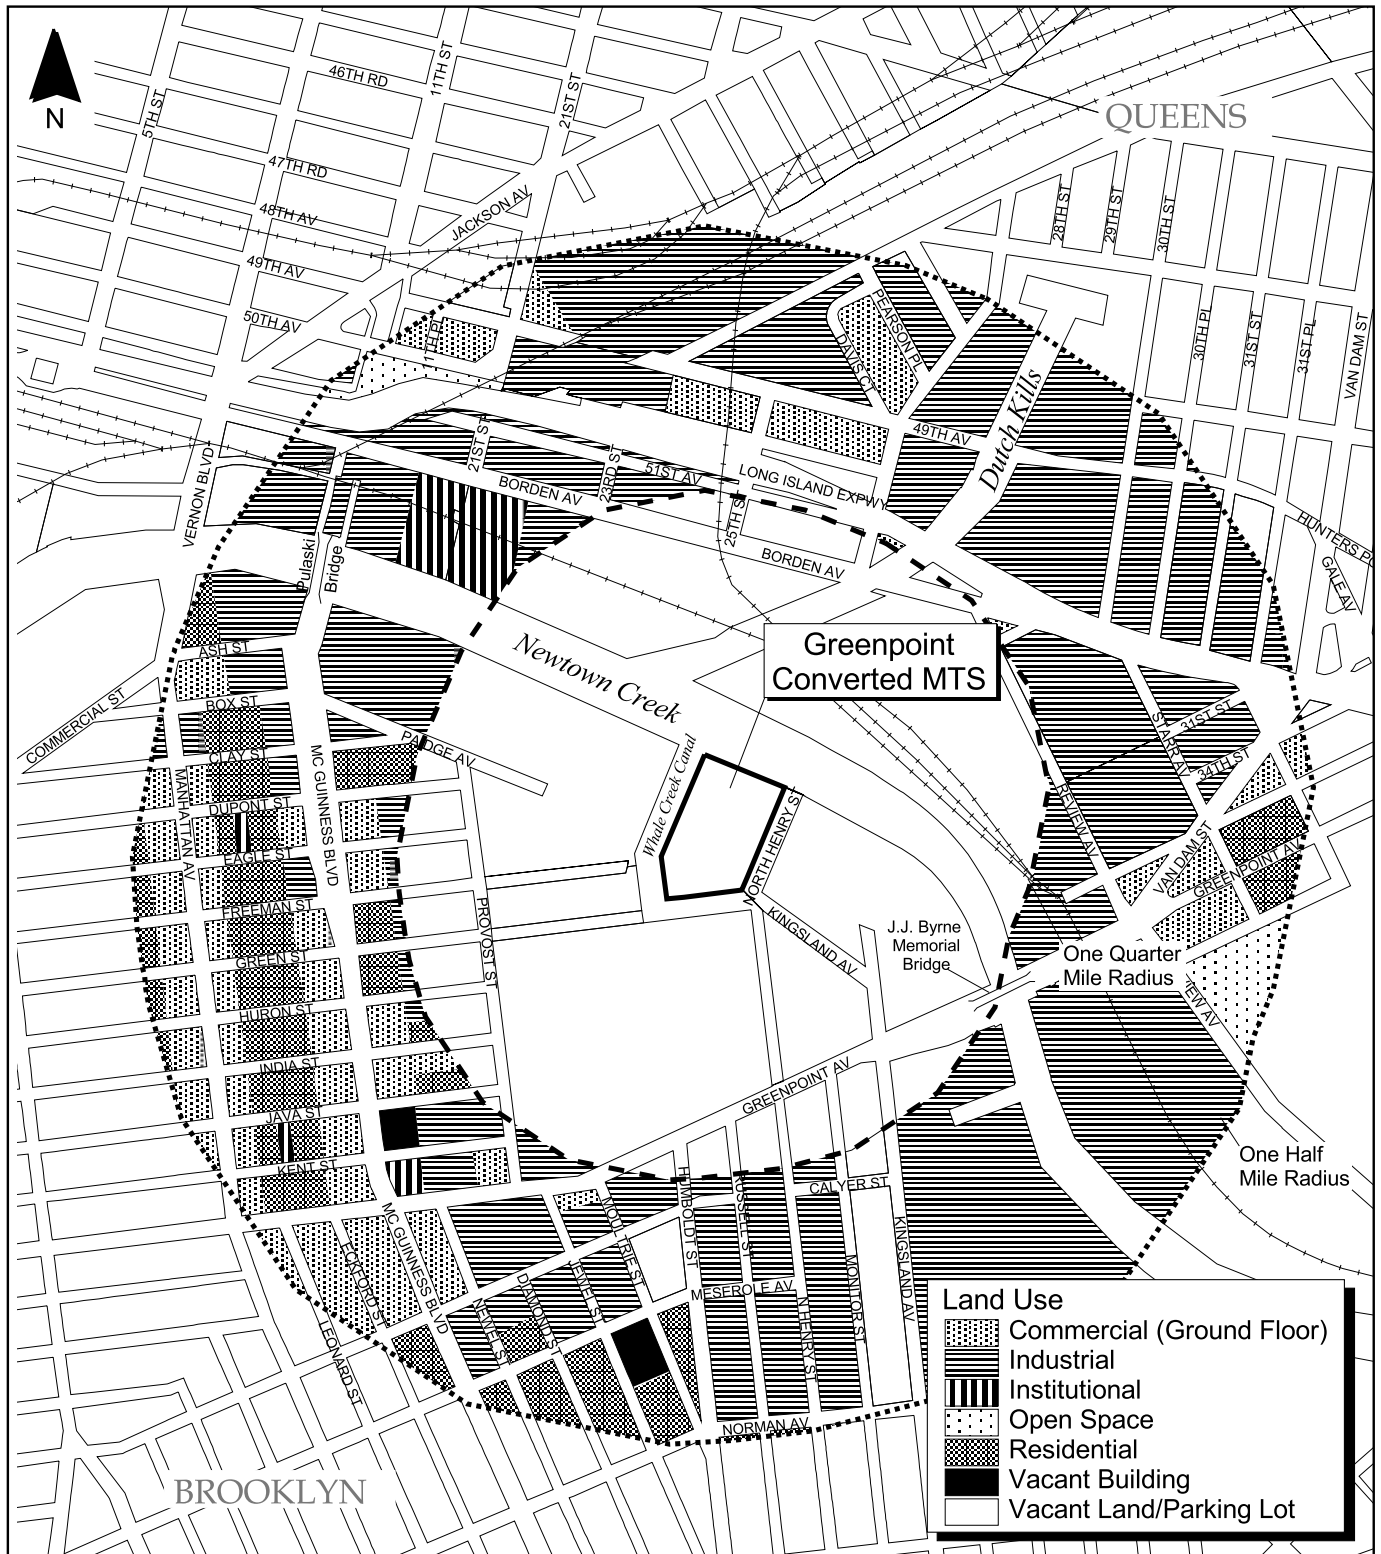 N
QUEENS
46TH RD
11TH ST
21ST ST
5TH ST
47TH RD
48TH AV
JACKSON AV
49TH AV
50TH AV
11TH PL
28TH ST
29TH ST
30TH ST
PEARSON PL
DAVIS CT
30TH PL
31ST ST
31ST PL
VAN DAM ST
Dutch Kills
49TH AV
VERNON BLVD
21ST ST
23RD ST
51ST AV
BORDEN AV
LONG ISLAND EXPWY
25TH ST
BORDEN AV
HUNTERS PO
GALE AV
Pulaski
Bridge
Newtown Creek
Greenpoint
Converted MTS
ASH ST
COMMERCIAL ST
BOX ST
CLAY ST
PAIDGE AV
MANHATTAN AV
MC GUINNESS BLVD
DUPONT ST
EAGLE ST
FREEMAN ST
GREEN ST
HURON ST
INDIA ST
JAVA ST
KENT ST
PROVOST ST
Whale Creek Canal
NORTH HENRY ST
KINGSLAND AV
J.J. Byrne
Memorial
Bridge
STARR AV
31ST ST
34TH ST
REVIEW AV
VAN DAM ST
GREENPOINT AV
One Quarter
Mile Radius
IEW AV
GREENPOINT AV
One Half
Mile Radius
CALYER ST
HUMBOLDT ST
RUSSELL ST
MOULTRIE ST
KINGSLAND AV
MONITOR ST
N HENRY ST
MESEROLE AV
MC GUINNESS BLVD
ECKFORD ST
LEONARD ST
NEWEL ST
DIAMOND ST
JEWEL ST
NORMAN AV
BROOKLYN
Land Use
Commercial (Ground Floor)
Industrial
Institutional
Open Space
Residential
Vacant Building
Vacant Land/Parking Lot